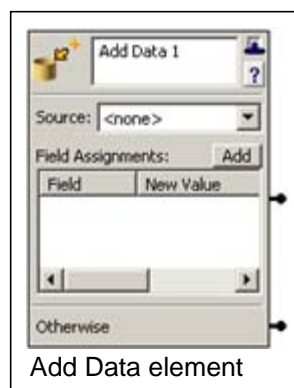 Add Data 1
?
Source: <none>
Field Assignments: Add
Field New Value
Otherwise
Add Data element